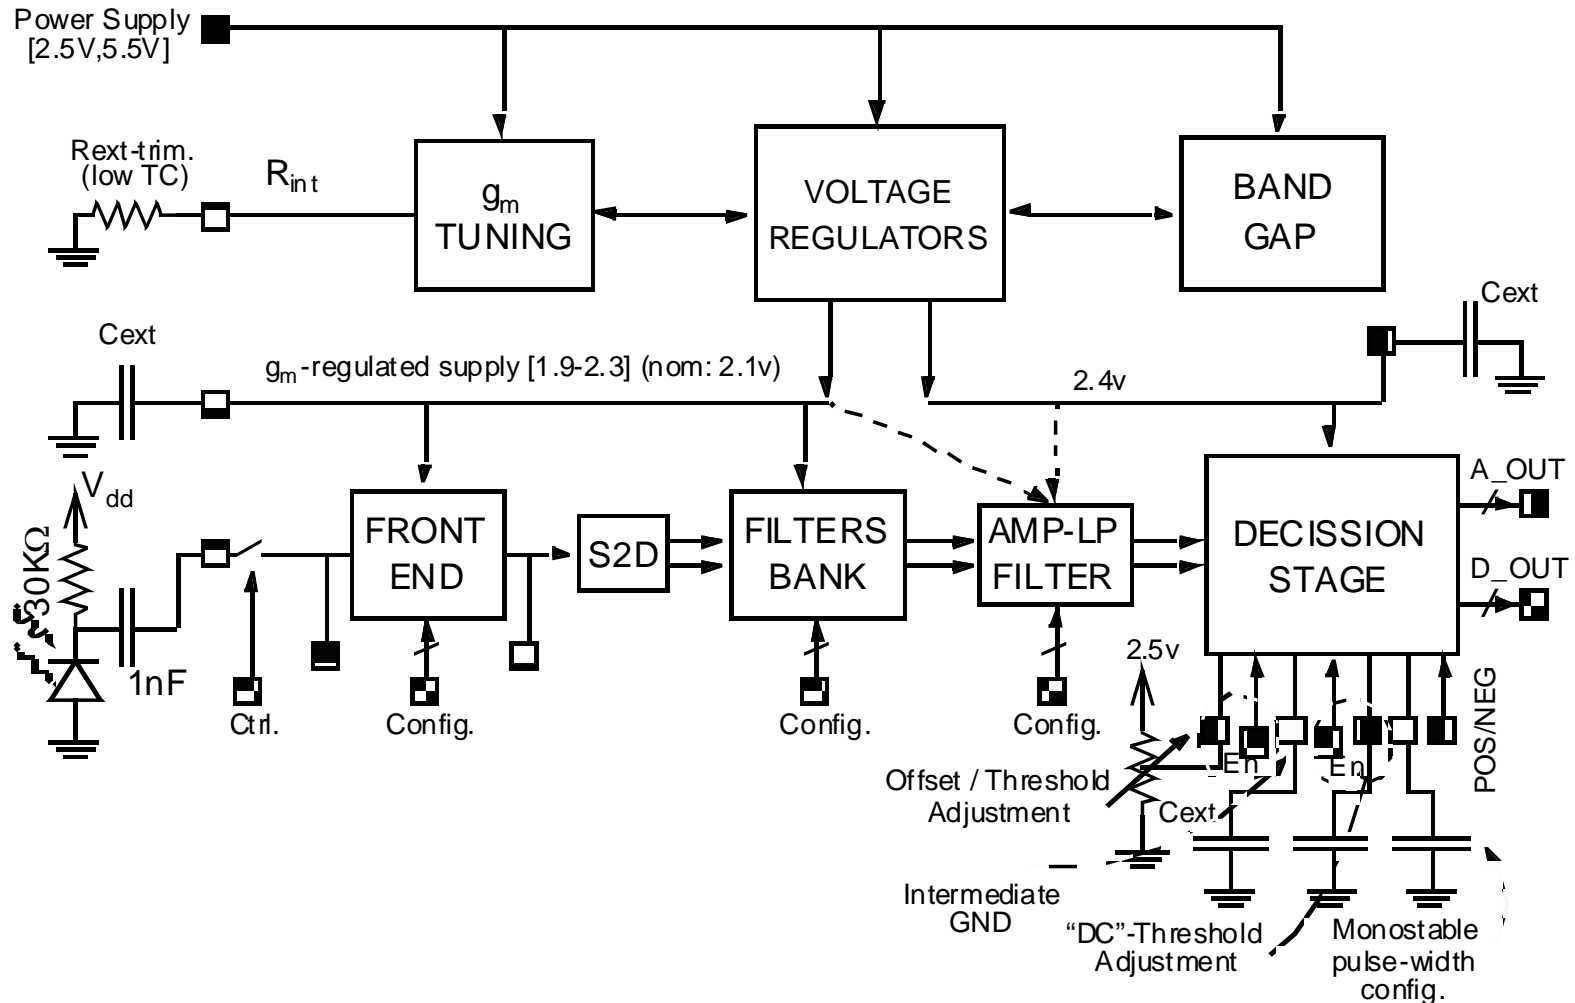 Power Supply
[2.5V,5.5V]
Rext-trim.
(low TC)
Rint
gm
TUNING
VOLTAGE
REGULATORS
BAND
GAP
Cext
Cext
gm-regulated supply [1.9-2.3] (nom: 2.1v)
2.4v
Vdd
30KΩ
1nF
FRONT
END
S2D
FILTERS
BANK
AMP-LP
FILTER
DECISSION
STAGE
A_OUT
D_OUT
Ctrl.
Config.
Config.
Config.
2.5v
En
En
POS/NEG
Offset / Threshold
Adjustment
Cext
Intermediate
GND
“DC”-Threshold
Adjustment
Monostable
pulse-width
config.